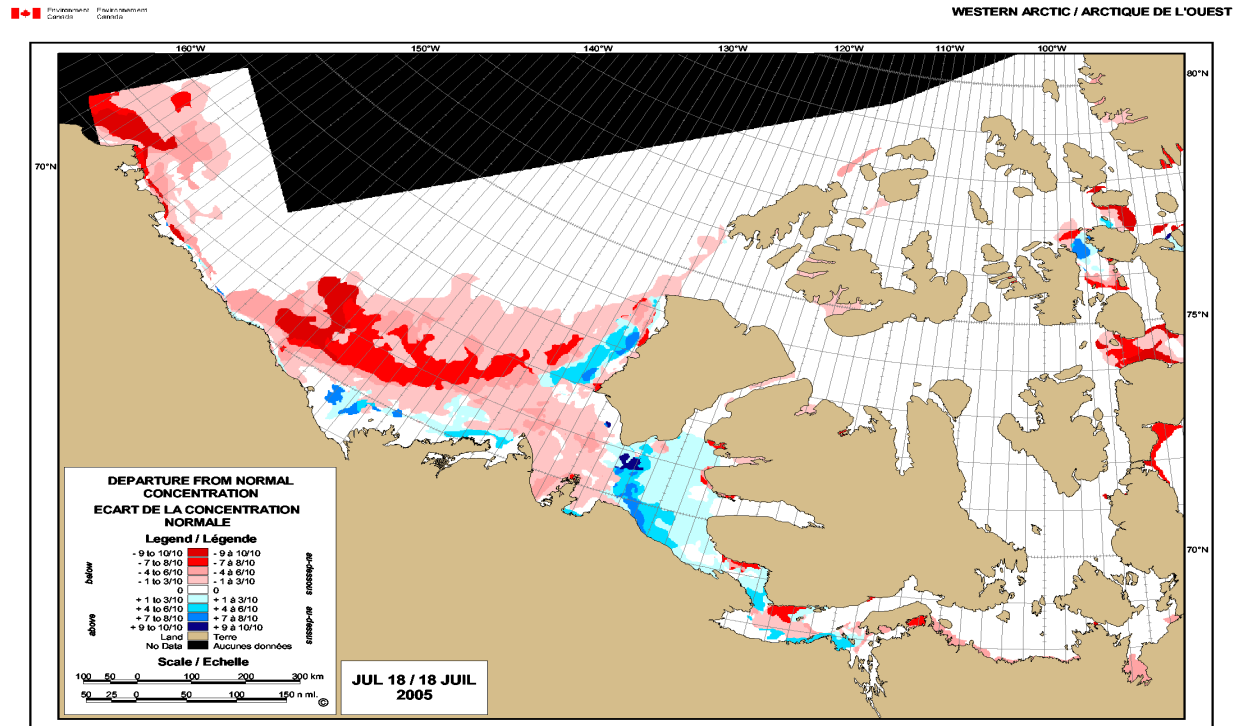 Environment Environnement
Canada Canada
WESTERN ARCTIC / ARCTIQUE DE L'OUEST
160°W 150°W 140°W 130°W 120°W 110°W 100°W
80°N
70°N
75°N
70°N
DEPARTURE FROM NORMAL
CONCENTRATION
ECART DE LA CONCENTRATION
NORMALE
Legend / Légende
below
au-dessous
- 9 to 10/10 - 9 à 10/10
- 7 to 8/10 - 7 à 8/10
- 4 to 6/10 - 4 à 6/10
- 1 to 3/10 - 1 à 3/10
0 0
above
au-dessus
+ 1 to 3/10 + 1 à 3/10
+ 4 to 6/10 + 4 à 6/10
+ 7 to 8/10 + 7 à 8/10
+ 9 to 10/10 + 9 à 10/10
Land Terre
No Data Aucunes données
Scale / Echelle
100 50 0 100 200 300 km
50 25 0 50 100 150 n mi.
©
JUL 18 / 18 JUIL
2005